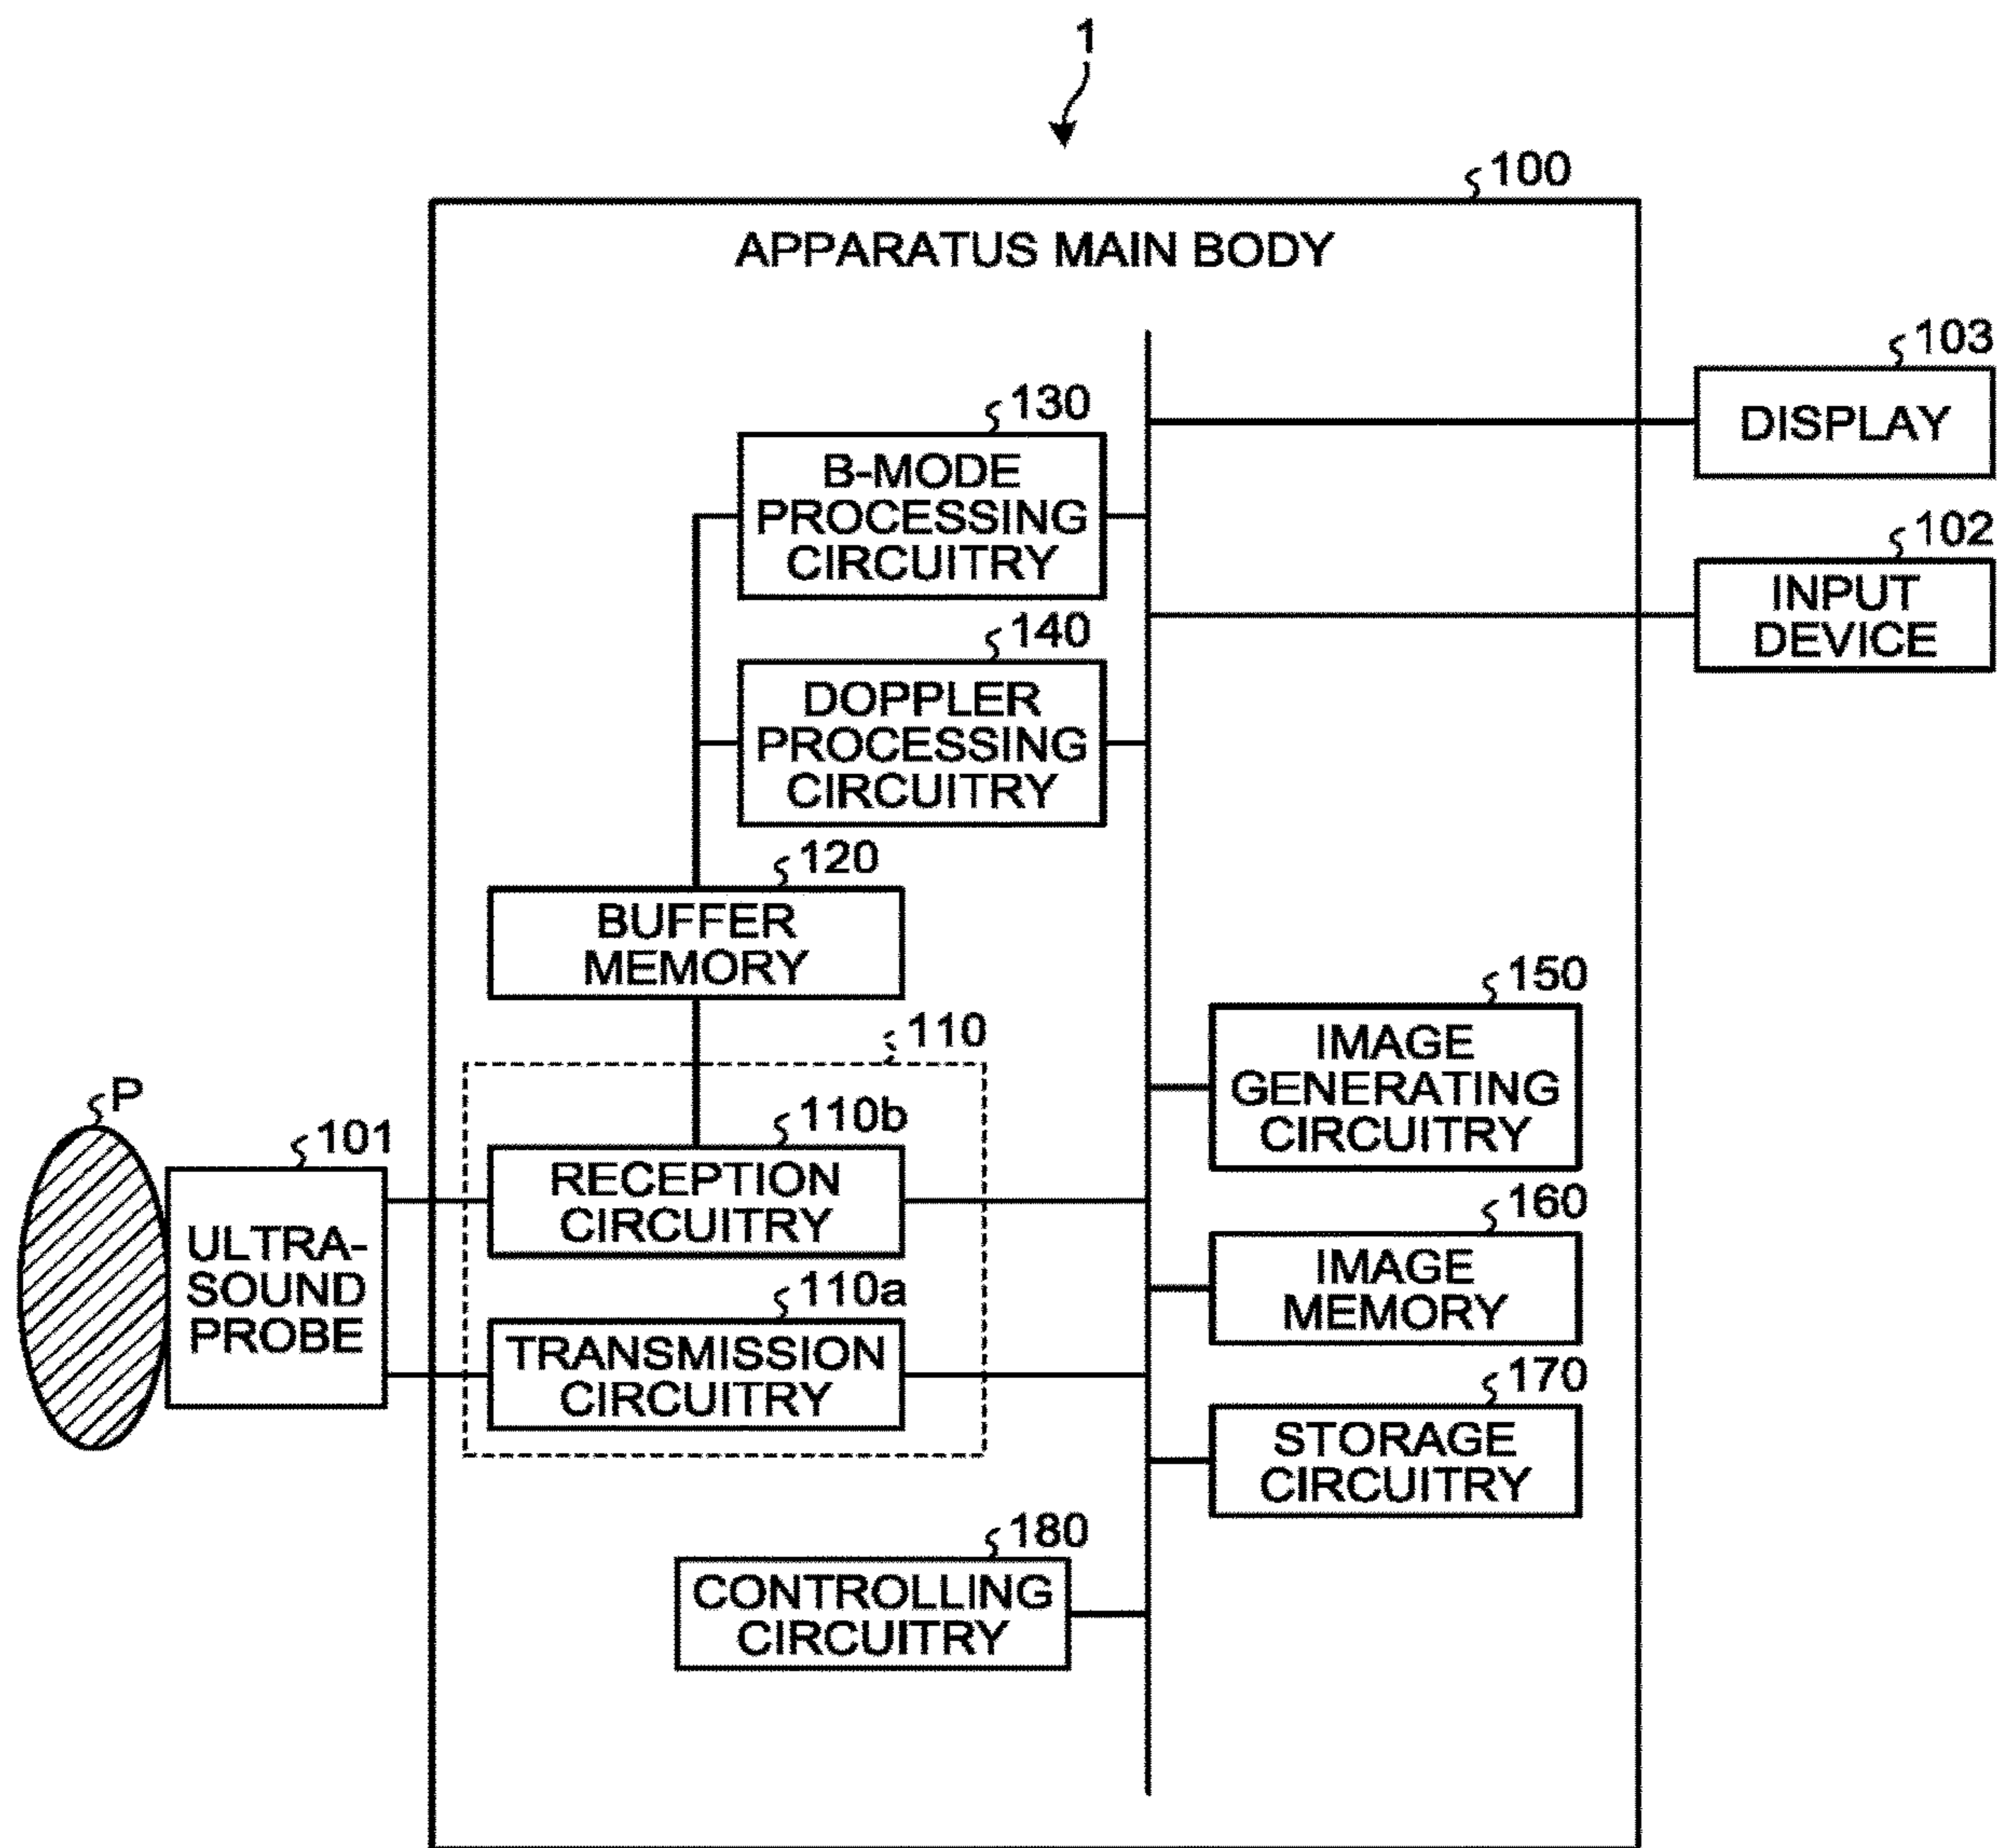 1
100
APPARATUS MAIN BODY
103
DISPLAY
102
INPUT
DEVICE
130
B-MODE
PROCESSING
CIRCUITRY
140
DOPPLER
PROCESSING
CIRCUITRY
120
BUFFER
MEMORY
110
110b
RECEPTION
CIRCUITRY
110a
TRANSMISSION
CIRCUITRY
P
101
ULTRA-
SOUND
PROBE
150
IMAGE
GENERATING
CIRCUITRY
160
IMAGE
MEMORY
170
STORAGE
CIRCUITRY
180
CONTROLLING
CIRCUITRY